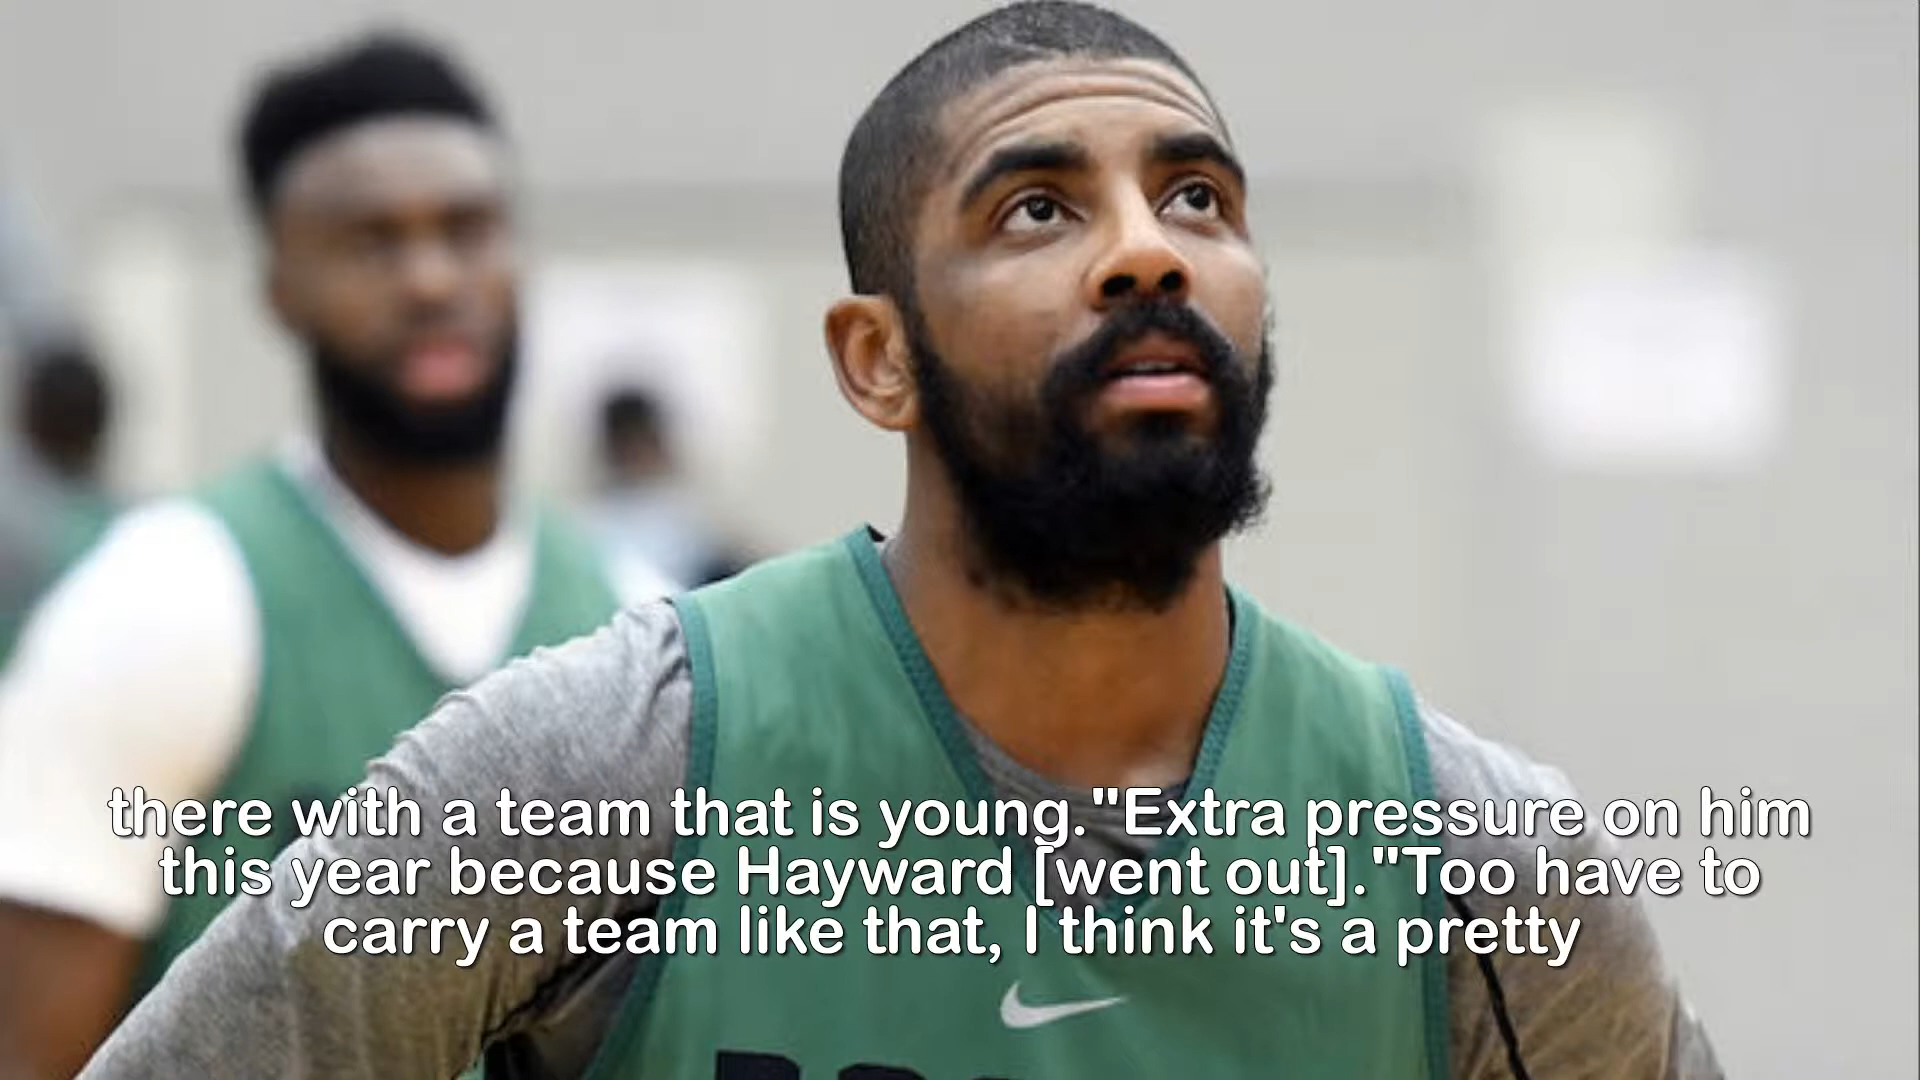 there with a team that is young."Extra pressure on him
this year because Hayward [went out]."Too have to
carry a team like that, I think it's a pretty